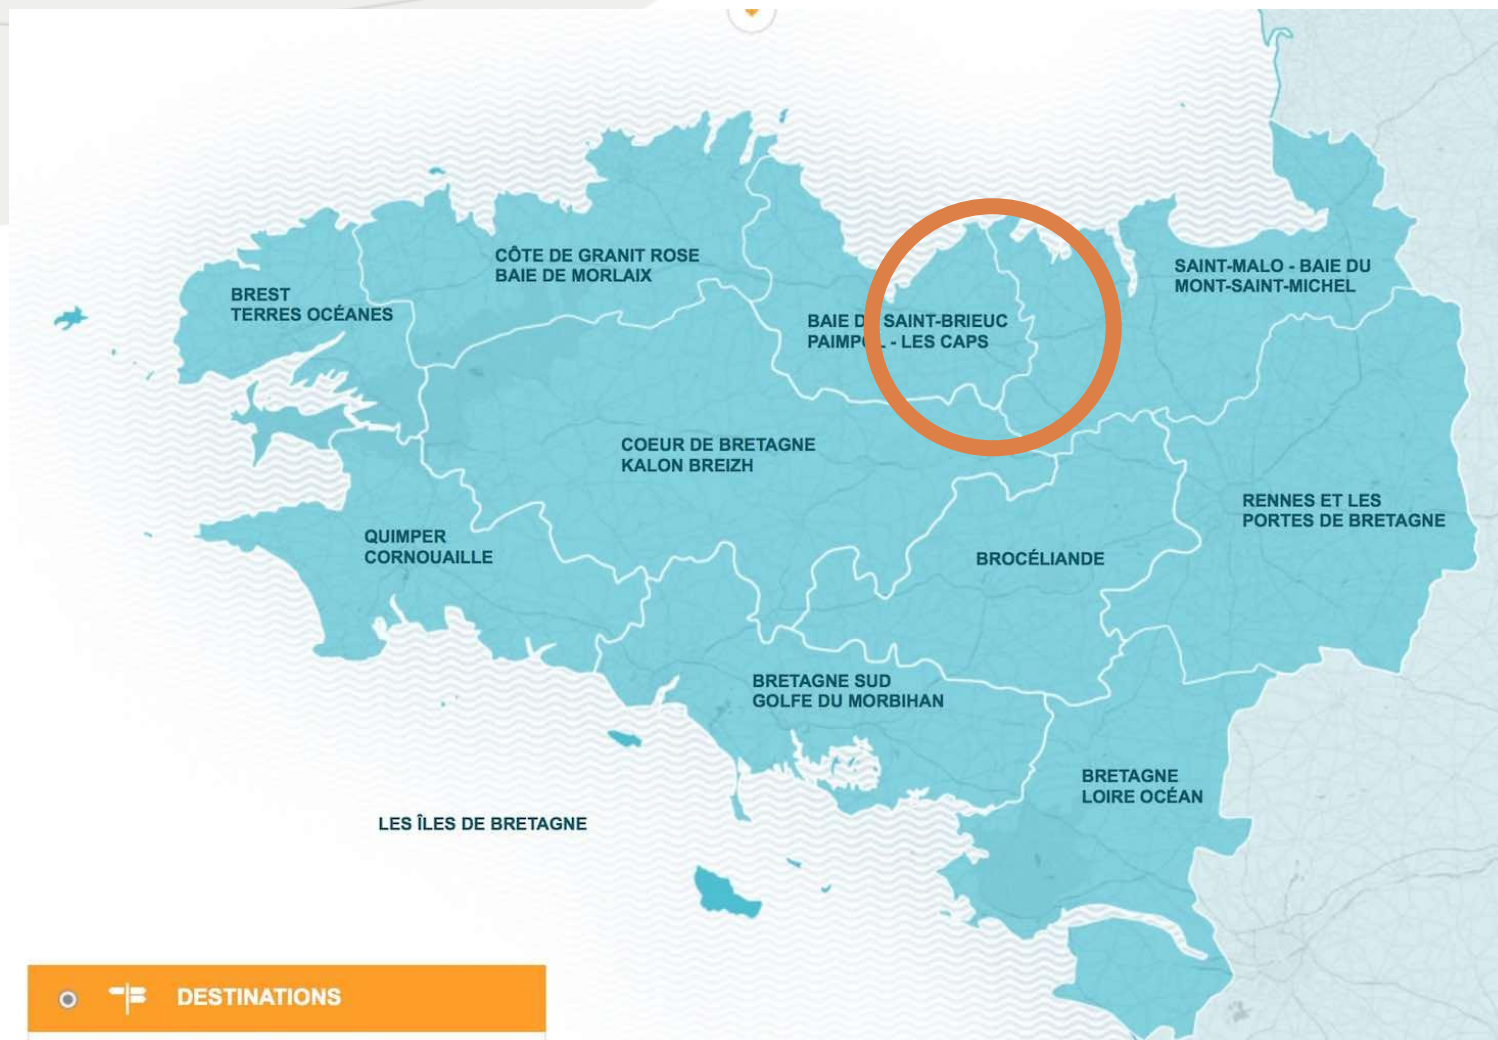 CÔTE DE GRANIT ROSE
BAIE DE MORLAIX
SAINT-MALO - BAIE DU
MONT-SAINT-MICHEL
BREST
TERRES OCÉANES
BAIE DE SAINT-BRIEUC
PAIMPOL - LES CAPS
COEUR DE BRETAGNE
KALON BREIZH
RENNES ET LES
PORTES DE BRETAGNE
QUIMPER
CORNOUAILLE
BROCÉLIANDE
BRETAGNE SUD
GOLFE DU MORBIHAN
BRETAGNE
LOIRE OCÉAN
LES ÎLES DE BRETAGNE
DESTINATIONS